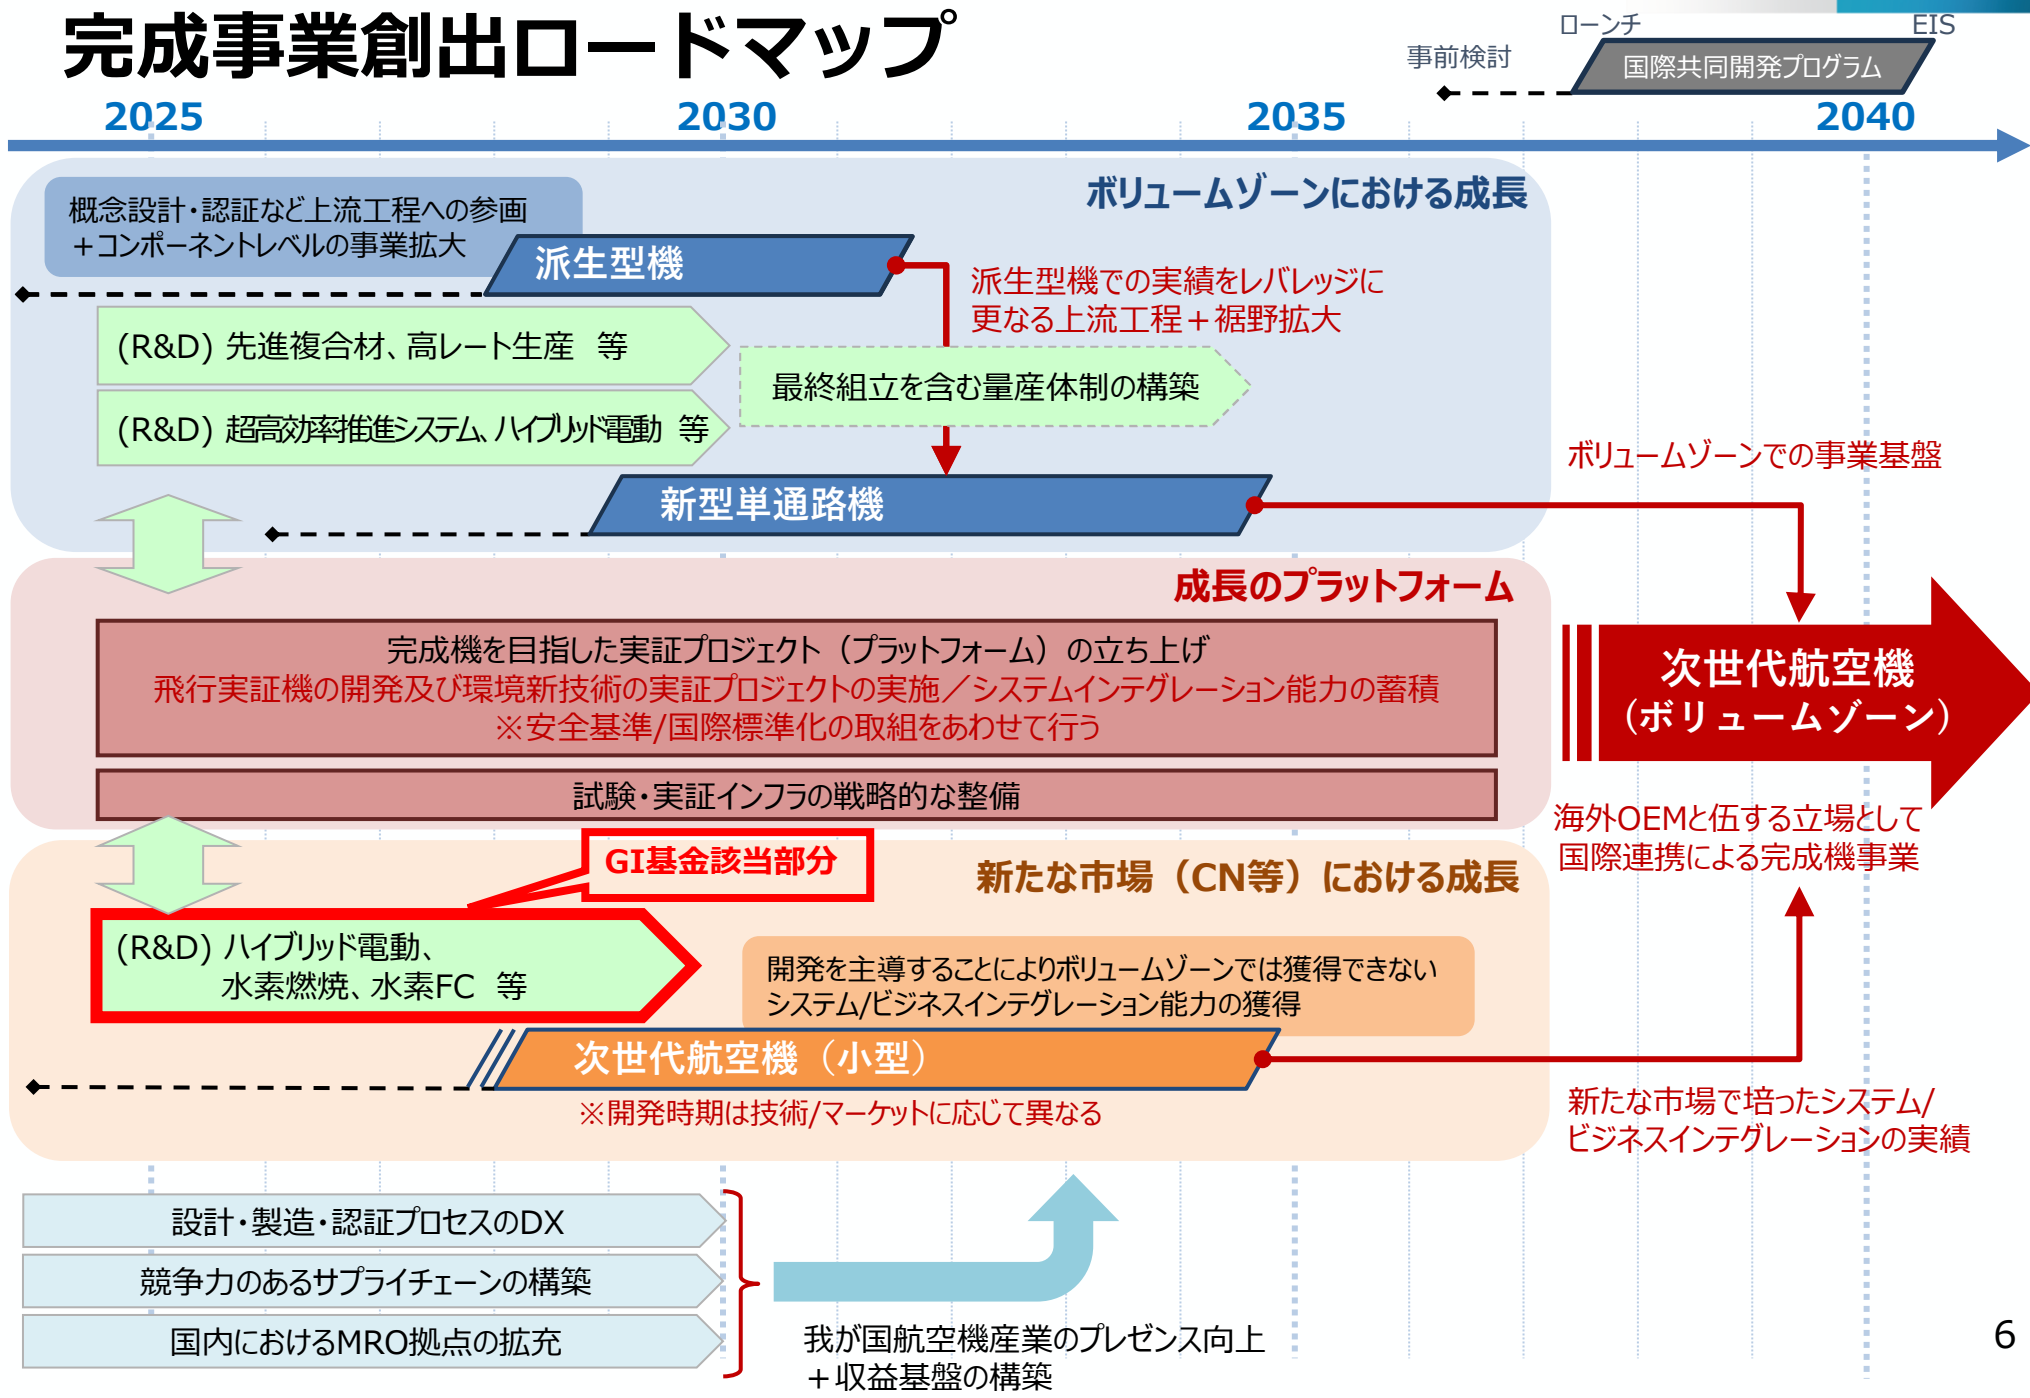 完成事業創出ロードマップ
ローンチ
EIS
事前検討
国際共同開発プログラム
2025
2030
2035
2040
ボリュームゾーンにおける成長
概念設計・認証など上流工程への参画
＋コンポーネントレベルの事業拡大
派生型機
派生型機での実績をレバレッジに
更なる上流工程＋裾野拡大
(R&D) 先進複合材、高レート生産　等
最終組立を含む量産体制の構築
(R&D) 超高効率推進システム、ハイブリッド電動　等
ボリュームゾーンでの事業基盤
新型単通路機
成長のプラットフォーム
完成機を目指した実証プロジェクト（プラットフォーム）の立ち上げ
飛行実証機の開発及び環境新技術の実証プロジェクトの実施／システムインテグレーション能力の蓄積
※安全基準/国際標準化の取組をあわせて行う
試験・実証インフラの戦略的な整備
次世代航空機
（ボリュームゾーン）
海外OEMと伍する立場として
国際連携による完成機事業
GI基金該当部分
新たな市場（CN等）における成長
(R&D) ハイブリッド電動、
水素燃焼、水素FC　等
開発を主導することによりボリュームゾーンでは獲得できない
システム/ビジネスインテグレーション能力の獲得
次世代航空機（小型）
※開発時期は技術/マーケットに応じて異なる
新たな市場で培ったシステム/
ビジネスインテグレーションの実績
設計・製造・認証プロセスのDX
競争力のあるサプライチェーンの構築
国内におけるMRO拠点の拡充
我が国航空機産業のプレゼンス向上
＋収益基盤の構築
6